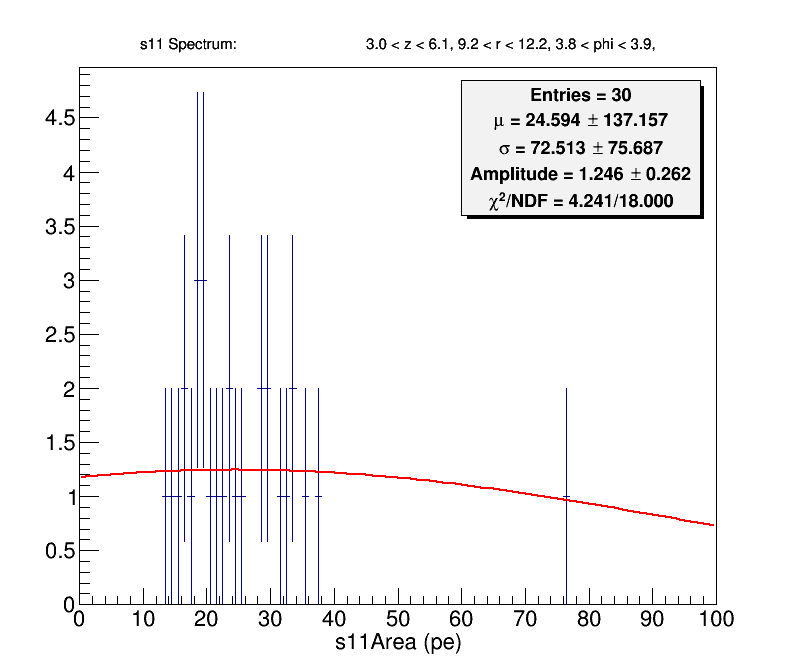 s11 Spectrum: 3.0 < z < 6.1, 9.2 < r < 12.2, 3.8 < phi < 3.9,
Entries = 30
μ = 24.594 ± 137.157
σ = 72.513 ± 75.687
Amplitude = 1.246 ± 0.262
χ²/NDF = 4.241/18.000
4.5
4
3.5
3
2.5
2
1.5
1
0.5
0
0 10 20 30 40 50 60 70 80 90 100
s11Area (pe)